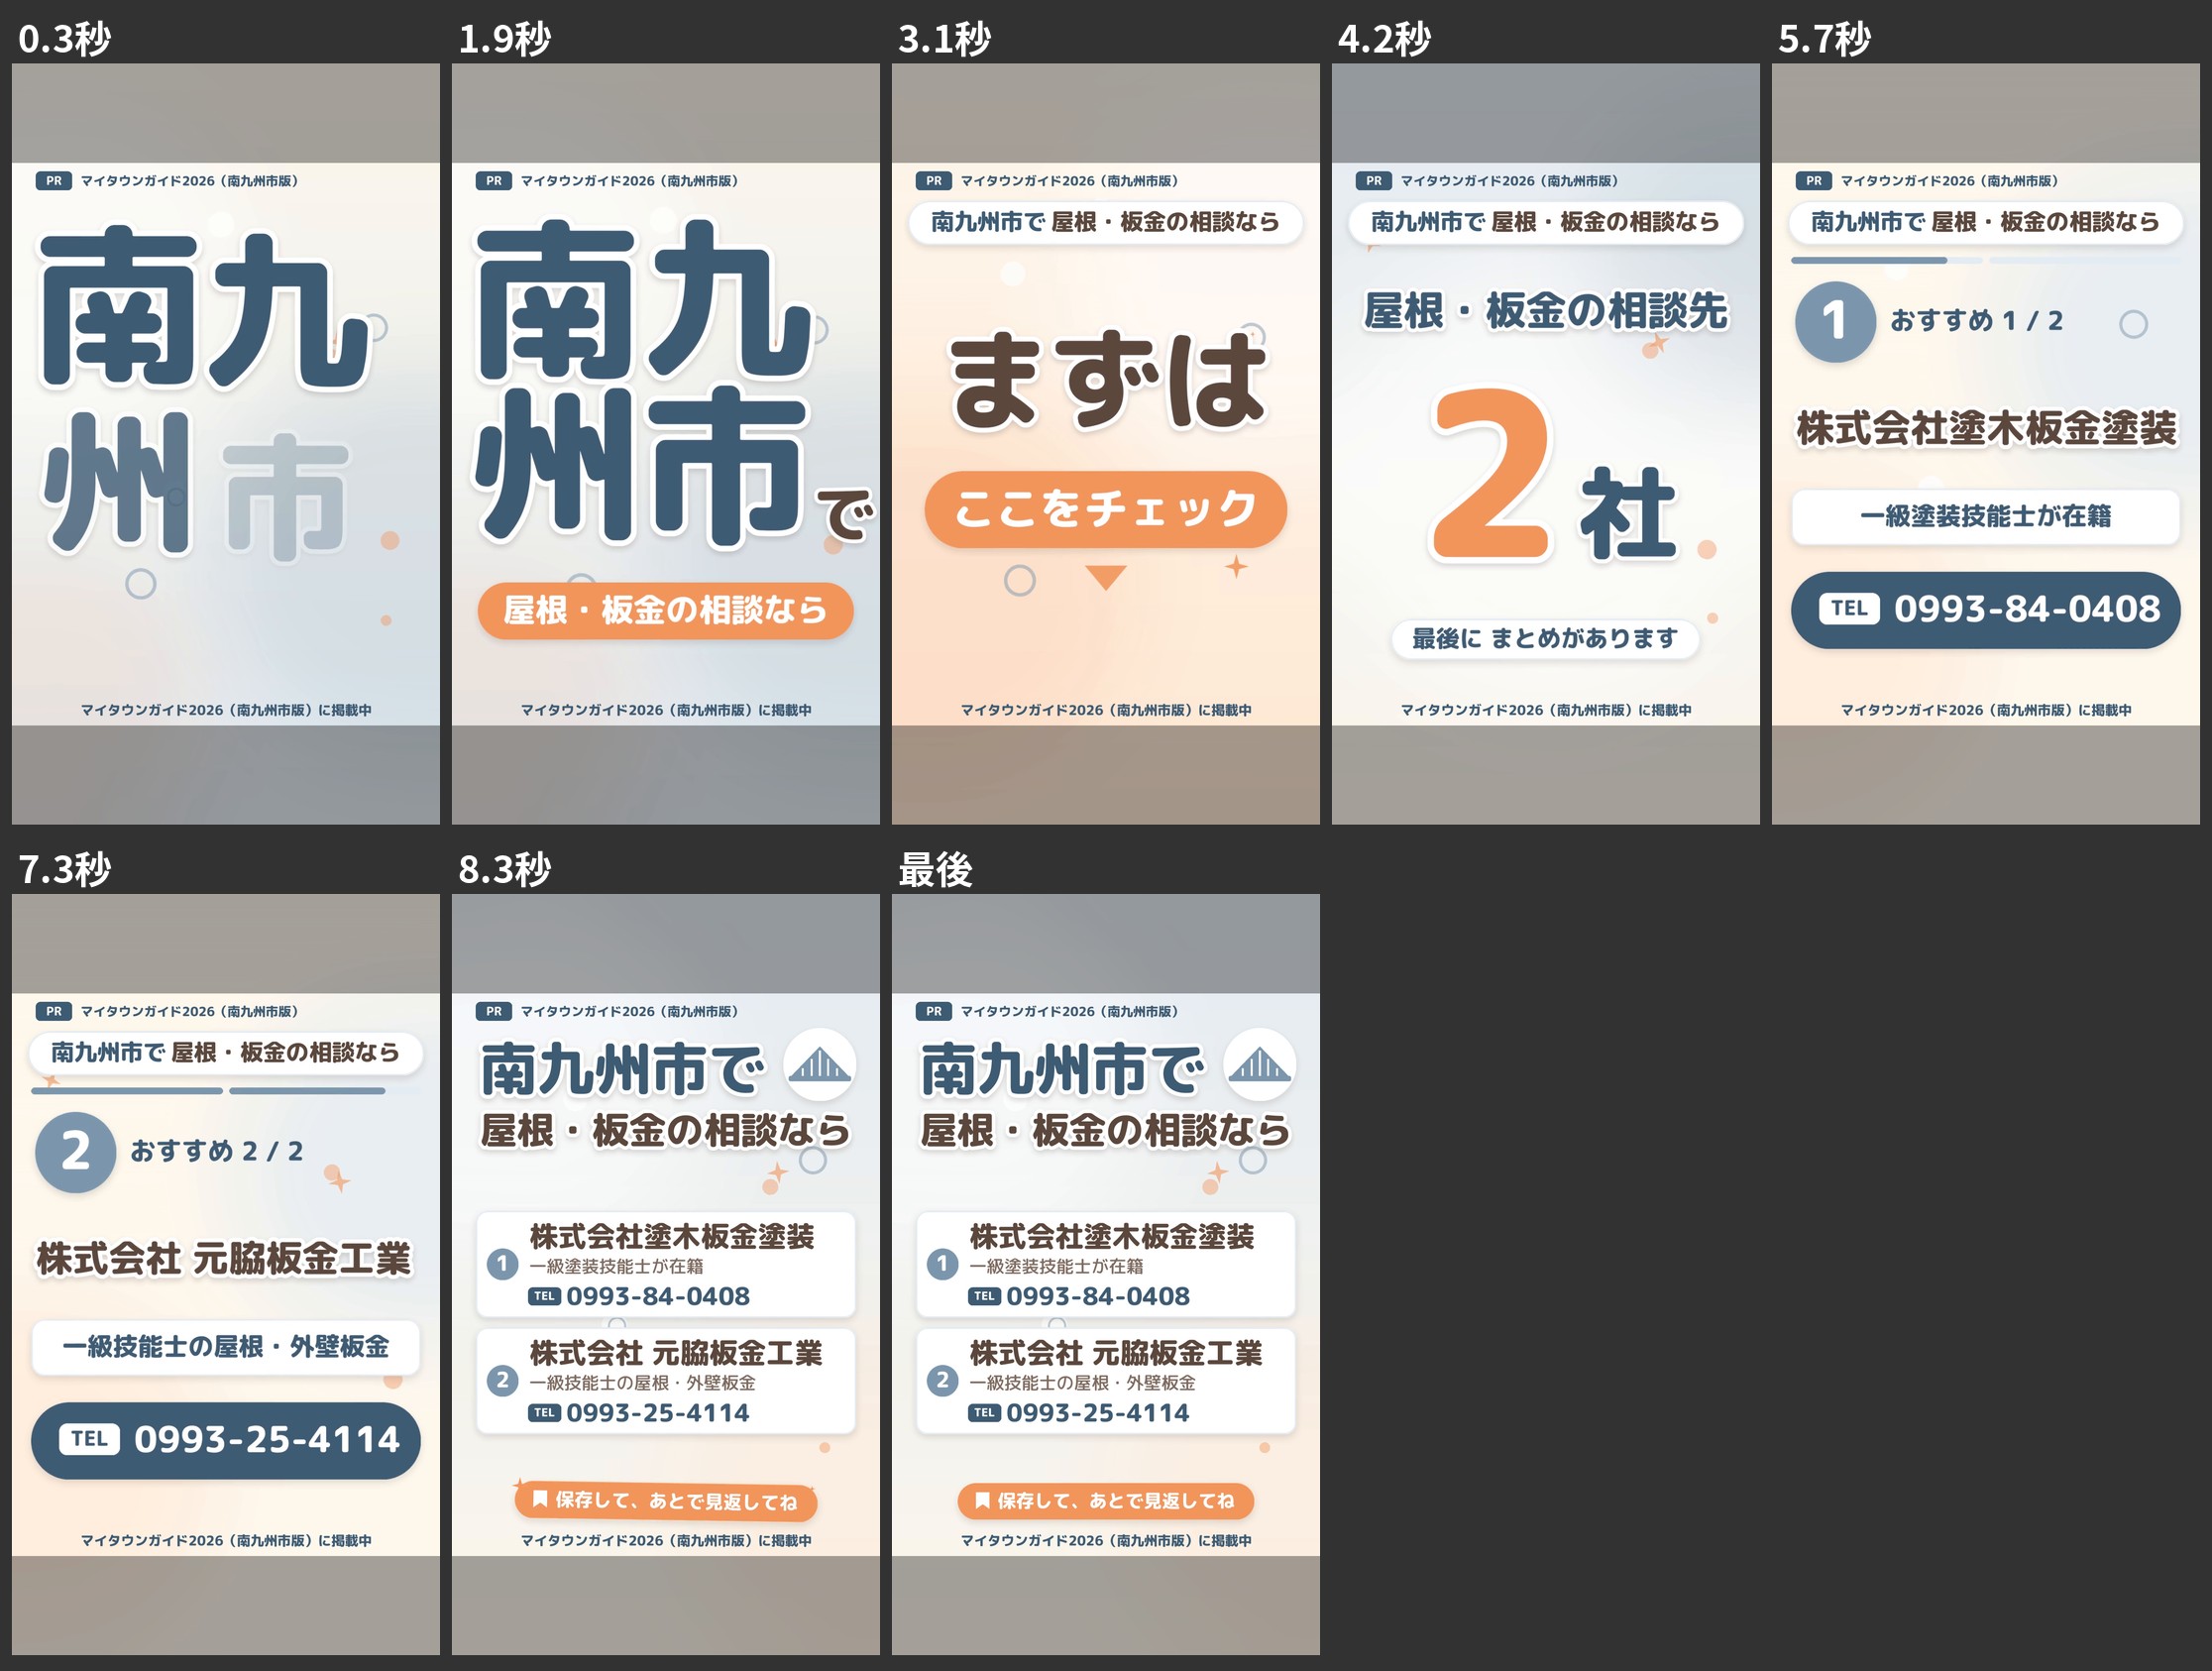 0.3秒
PR マイタウンガイド2026（南九州市版）
南九
州市
1.9秒
PR マイタウンガイド2026（南九州市版）
南九
州市で
屋根・板金の相談なら
マイタウンガイド2026（南九州市版）に掲載中
マイタウンガイド2026（南九州市版）に掲載中
3.1秒
PR マイタウンガイド2026（南九州市版）
南九州市で 屋根・板金の相談なら
まずは
ここをチェック
マイタウンガイド2026（南九州市版）に掲載中
4.2秒
PR マイタウンガイド2026（南九州市版）
南九州市で 屋根・板金の相談なら
屋根・板金の相談先
2社
最後に まとめがあります
マイタウンガイド2026（南九州市版）に掲載中
5.7秒
PR マイタウンガイド2026（南九州市版）
南九州市で 屋根・板金の相談なら
1 おすすめ 1 / 2
株式会社塗木板金塗装
一級塗装技能士が在籍
TEL 0993-84-0408
マイタウンガイド2026（南九州市版）に掲載中
7.3秒
PR マイタウンガイド2026（南九州市版）
南九州市で 屋根・板金の相談なら
2 おすすめ 2 / 2
株式会社 元脇板金工業
一級技能士の屋根・外壁板金
TEL 0993-25-4114
マイタウンガイド2026（南九州市版）に掲載中
8.3秒
PR マイタウンガイド2026（南九州市版）
南九州市で
屋根・板金の相談なら
1 株式会社塗木板金塗装
一級塗装技能士が在籍
TEL 0993-84-0408
2 株式会社 元脇板金工業
一級技能士の屋根・外壁板金
TEL 0993-25-4114
保存して、あとで見返してね
マイタウンガイド2026（南九州市版）に掲載中
最後
PR マイタウンガイド2026（南九州市版）
南九州市で
屋根・板金の相談なら
1 株式会社塗木板金塗装
一級塗装技能士が在籍
TEL 0993-84-0408
2 株式会社 元脇板金工業
一級技能士の屋根・外壁板金
TEL 0993-25-4114
保存して、あとで見返してね
マイタウンガイド2026（南九州市版）に掲載中